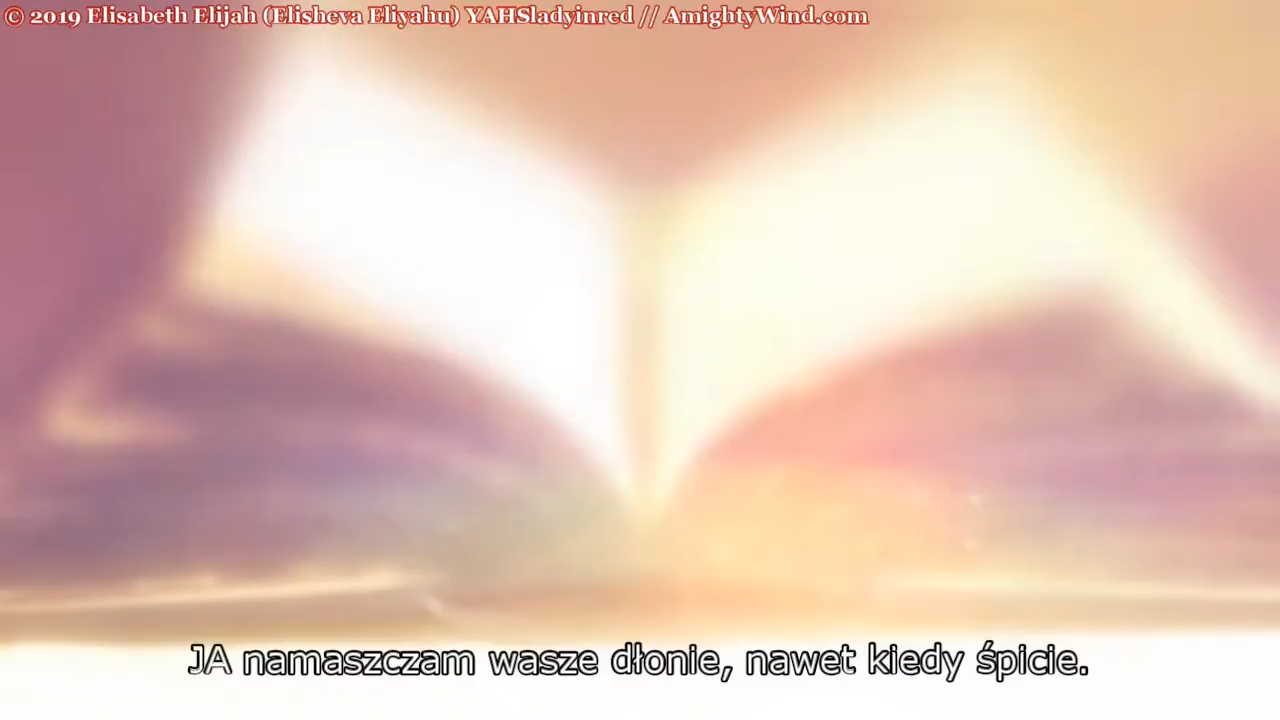 © 2019 Elisabeth Elijah (Elisheva Eliyahu) YAHSladyinred // AmightyWind.com
JA namaszczam wasze dłonie, nawet kiedy śpicie.